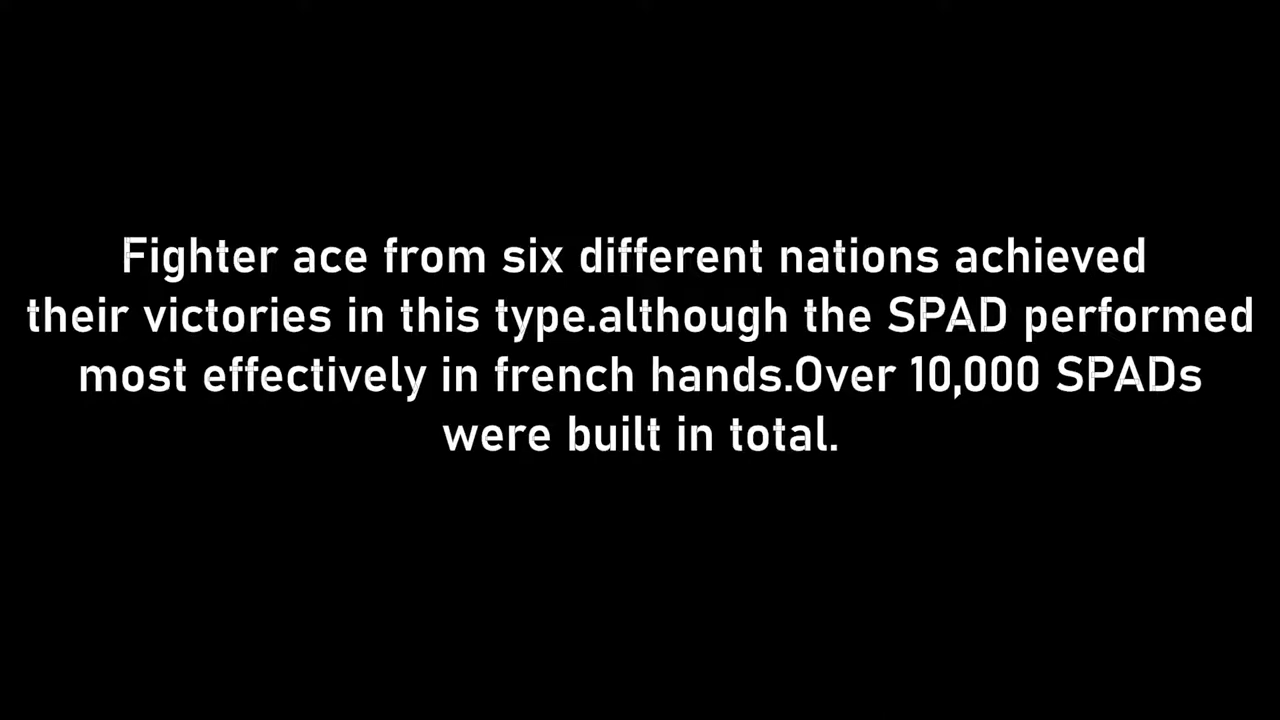 Fighter ace from six different nations achieved
their victories in this type.although the SPAD performed
most effectively in french hands.Over 10,000 SPADs
were built in total.